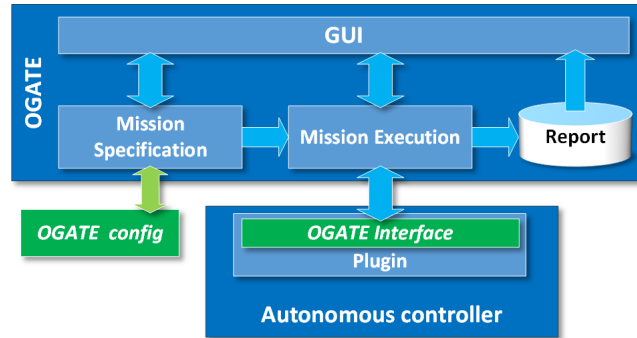 GUI
OGATE
Mission
Specification
Mission Execution
Report
OGATE config
OGATE Interface
Plugin
Autonomous controller